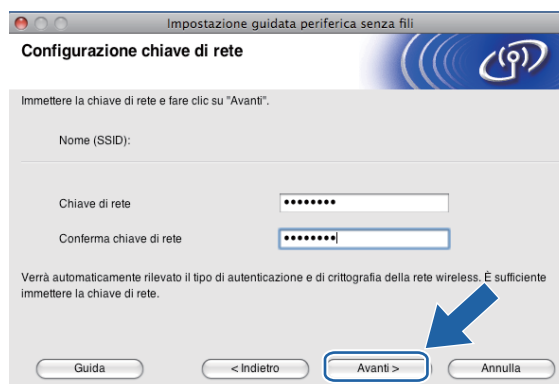 Impostazione guidata periferica senza fili
Configurazione chiave di rete
Immettere la chiave di rete e fare clic su "Avanti".
Nome (SSID):
Chiave di rete ••••••••
Conferma chiave di rete ••••••••
Verrà automaticamente rilevato il tipo di autenticazione e di crittografia della rete wireless. È sufficiente
immettere la chiave di rete.
Guida < Indietro Avanti > Annulla